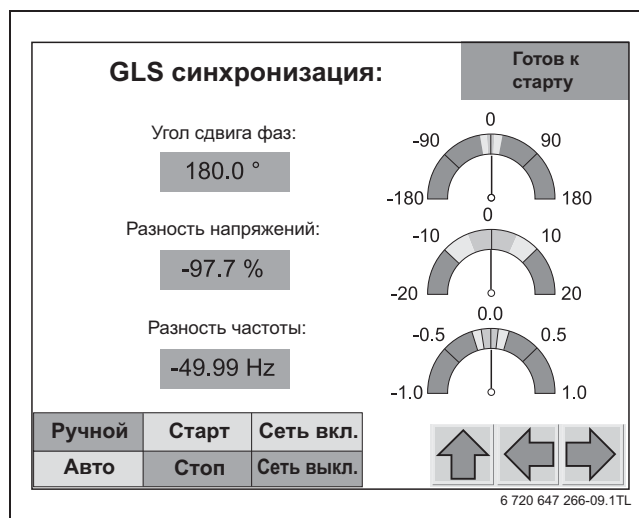 GLS синхронизация:
Готов к
старту
Угол сдвига фаз:
180.0 °
-90 0 90
-180 180
Разность напряжений:
-97.7 %
-10 0 10
-20 20
Разность частоты:
-49.99 Hz
-0.5 0.0 0.5
-1.0 1.0
Ручной Старт Сеть вкл.
Авто Стоп Сеть выкл.
6 720 647 266-09.1TL